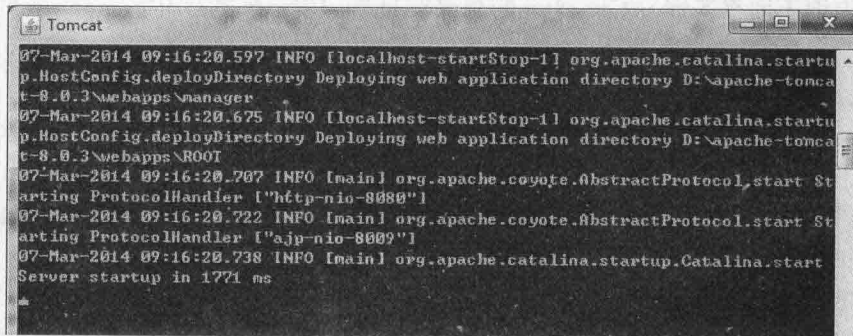 Tomcat
07-Mar-2014 09:16:20.597 INFO [localhost-startStop-1] org.apache.catalina.startu
p.HostConfig.deployDirectory Deploying web application directory D:\apache-tomca
t-8.0.3\webapps\manager
07-Mar-2014 09:16:20.675 INFO [localhost-startStop-1] org.apache.catalina.startu
p.HostConfig.deployDirectory Deploying web application directory D:\apache-tomca
t-8.0.3\webapps\ROOT
07-Mar-2014 09:16:20.707 INFO [main] org.apache.coyote.AbstractProtocol.start St
arting ProtocolHandler ["http-nio-8080"]
07-Mar-2014 09:16:20.722 INFO [main] org.apache.coyote.AbstractProtocol.start St
arting ProtocolHandler ["ajp-nio-8009"]
07-Mar-2014 09:16:20.738 INFO [main] org.apache.catalina.startup.Catalina.start
Server startup in 1771 ms